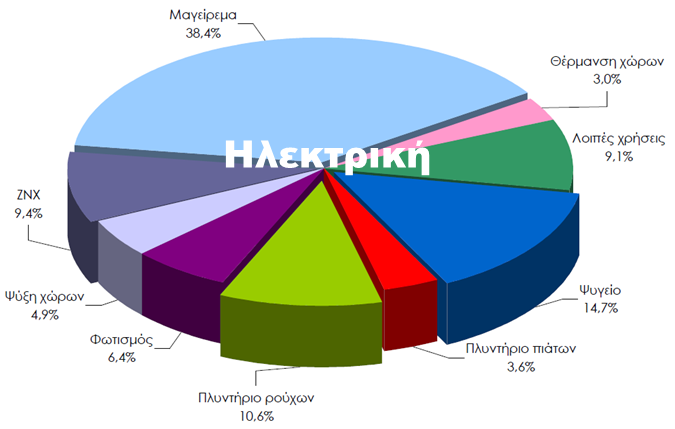 Μαγείρεμα
38,4%
Θέρμανση χώρων
3,0%
Λοιπές χρήσεις
9,1%
Ηλεκτρική
ΖΝΧ
9,4%
Ψυγείο
14,7%
Ψύξη χώρων
4,9%
Φωτισμός
6,4%
Πλυντήριο πιάτων
3,6%
Πλυντήριο ρούχων
10,6%